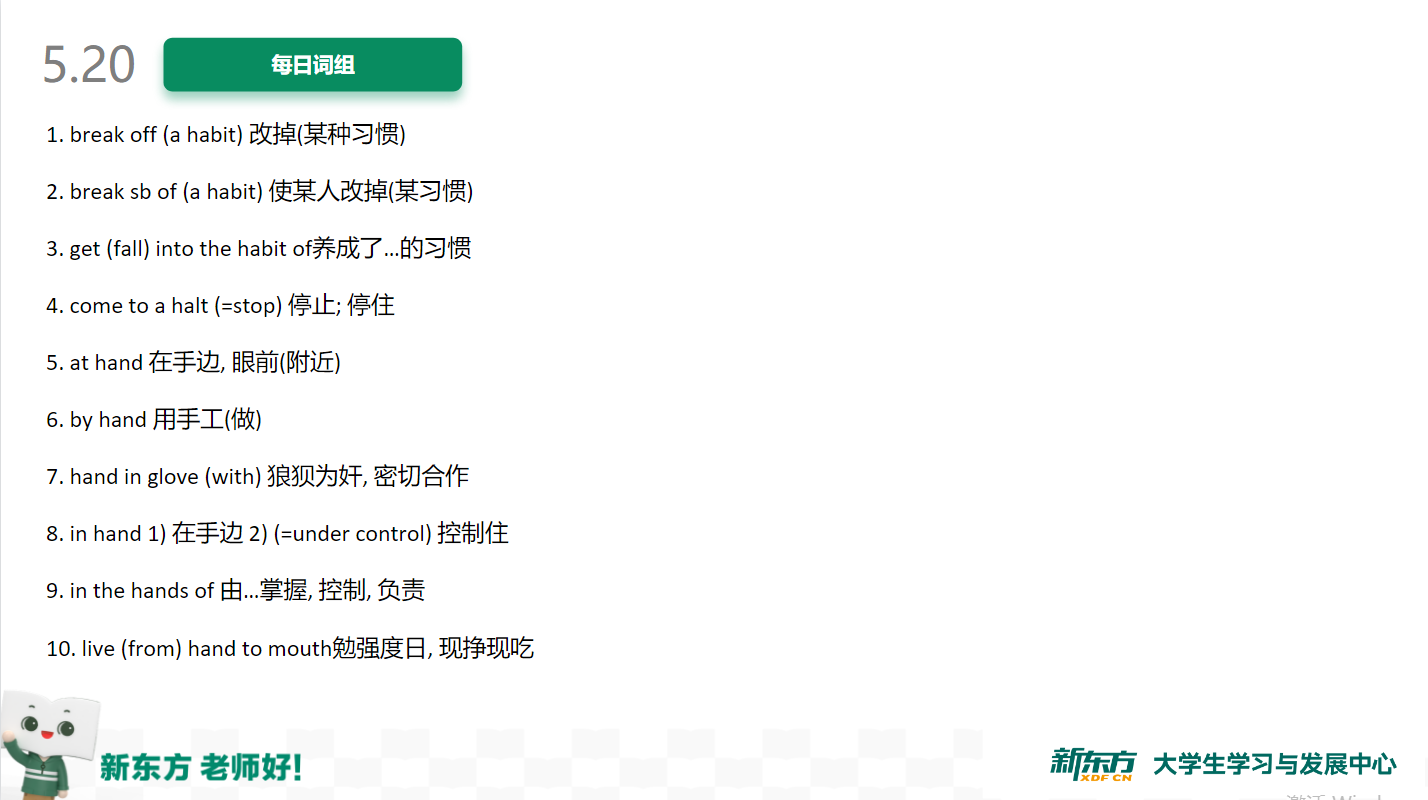 5.20
每日词组
1. break off (a habit) 改掉(某种习惯)
2. break sb of (a habit) 使某人改掉(某习惯)
3. get (fall) into the habit of养成了…的习惯
4. come to a halt (=stop) 停止; 停住
5. at hand 在手边, 眼前(附近)
6. by hand 用手工(做)
7. hand in glove (with) 狼狈为奸, 密切合作
8. in hand 1) 在手边 2) (=under control) 控制住
9. in the hands of 由…掌握, 控制, 负责
10. live (from) hand to mouth勉强度日, 现挣现吃
新东方 老师好!
新东方 XDF.CN 大学生学习与发展中心